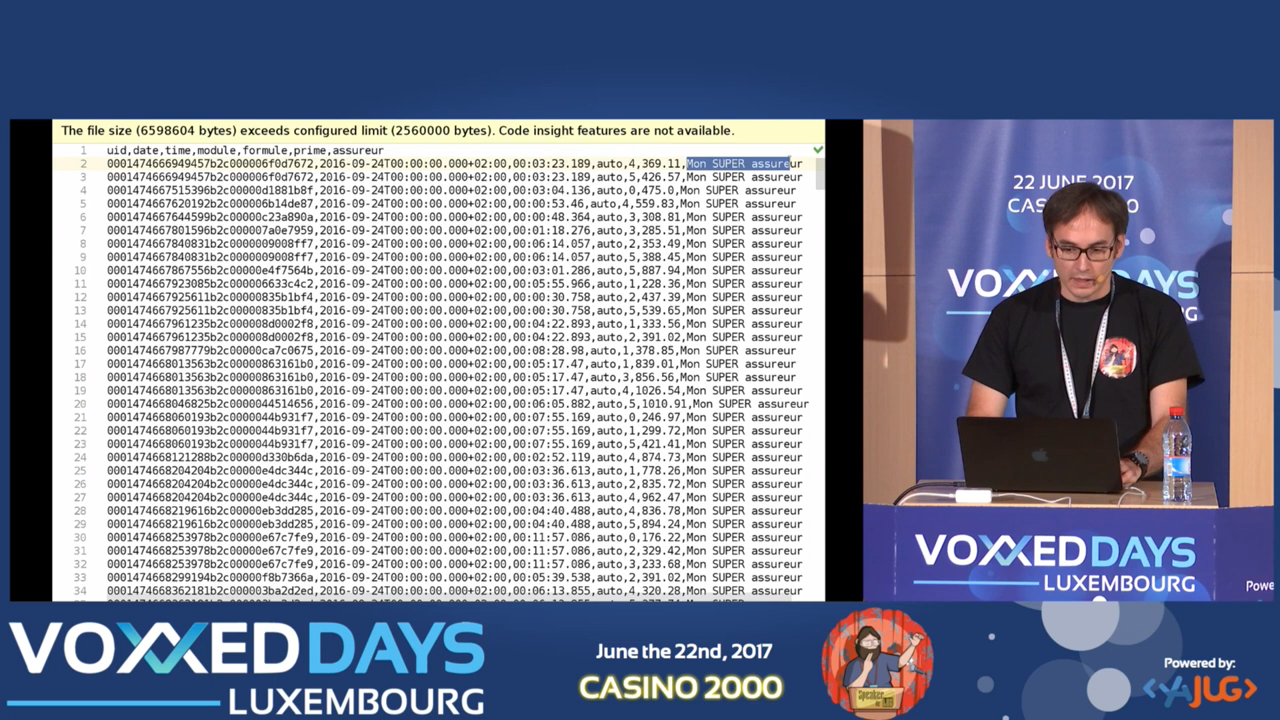 The file size (6598604 bytes) exceeds configured limit (2560000 bytes). Code insight features are not available.
1 uid,date,time,module,formule,prime,assureur
2 0001474666949457b2c000006f0d7672,2016-09-24T00:00:00.000+02:00,00:03:23.189,auto,4,369.11,Mon SUPER assureur
3 0001474666949457b2c000006f0d7672,2016-09-24T00:00:00.000+02:00,00:03:23.189,auto,5,426.57,Mon SUPER assureur
4 0001474667515396b2c00000d1881b8f,2016-09-24T00:00:00.000+02:00,00:03:04.136,auto,0,475.0,Mon SUPER assureur
5 0001474667620192b2c000006b14de87,2016-09-24T00:00:00.000+02:00,00:00:53.46,auto,4,559.83,Mon SUPER assureur
6 0001474667644599b2c00000c23a890a,2016-09-24T00:00:00.000+02:00,00:00:48.364,auto,3,308.81,Mon SUPER assureur
7 0001474667801596b2c000007a0e7959,2016-09-24T00:00:00.000+02:00,00:01:18.276,auto,3,285.51,Mon SUPER assureur
8 0001474667840831b2c0000009008ff7,2016-09-24T00:00:00.000+02:00,00:06:14.057,auto,2,353.49,Mon SUPER assureur
9 0001474667840831b2c0000009008ff7,2016-09-24T00:00:00.000+02:00,00:06:14.057,auto,5,388.45,Mon SUPER assureur
10 0001474667867556b2c00000e4f7564b,2016-09-24T00:00:00.000+02:00,00:03:01.286,auto,5,887.94,Mon SUPER assureur
11 0001474667923085b2c000006633c4c2,2016-09-24T00:00:00.000+02:00,00:05:55.966,auto,1,228.36,Mon SUPER assureur
12 0001474667925611b2c00000835b1bf4,2016-09-24T00:00:00.000+02:00,00:00:30.758,auto,2,437.39,Mon SUPER assureur
13 0001474667925611b2c00000835b1bf4,2016-09-24T00:00:00.000+02:00,00:00:30.758,auto,5,539.65,Mon SUPER assureur
14 0001474667961235b2c000008d0002f8,2016-09-24T00:00:00.000+02:00,00:04:22.893,auto,1,333.56,Mon SUPER assureur
15 0001474667961235b2c000008d0002f8,2016-09-24T00:00:00.000+02:00,00:04:22.893,auto,2,391.02,Mon SUPER assureur
16 0001474667987779b2c00000ca7c0675,2016-09-24T00:00:00.000+02:00,00:08:28.98,auto,1,378.85,Mon SUPER assureur
17 0001474668013563b2c00000863161b0,2016-09-24T00:00:00.000+02:00,00:05:17.47,auto,1,839.01,Mon SUPER assureur
18 0001474668013563b2c00000863161b0,2016-09-24T00:00:00.000+02:00,00:05:17.47,auto,3,856.56,Mon SUPER assureur
19 0001474668013563b2c00000863161b0,2016-09-24T00:00:00.000+02:00,00:05:17.47,auto,4,1026.54,Mon SUPER assureur
20 0001474668046825b2c0000044514656,2016-09-24T00:00:00.000+02:00,00:06:05.882,auto,5,1010.91,Mon SUPER assureur
21 0001474668060193b2c0000044b931f7,2016-09-24T00:00:00.000+02:00,00:07:55.169,auto,0,246.97,Mon SUPER assureur
22 0001474668060193b2c0000044b931f7,2016-09-24T00:00:00.000+02:00,00:07:55.169,auto,1,299.72,Mon SUPER assureur
23 0001474668060193b2c0000044b931f7,2016-09-24T00:00:00.000+02:00,00:07:55.169,auto,5,421.41,Mon SUPER assureur
24 0001474668121288b2c00000d330b6da,2016-09-24T00:00:00.000+02:00,00:02:52.119,auto,4,874.73,Mon SUPER assureur
25 0001474668204204b2c00000e4dc344c,2016-09-24T00:00:00.000+02:00,00:03:36.613,auto,1,778.26,Mon SUPER assureur
26 0001474668204204b2c00000e4dc344c,2016-09-24T00:00:00.000+02:00,00:03:36.613,auto,2,835.72,Mon SUPER assureur
27 0001474668204204b2c00000e4dc344c,2016-09-24T00:00:00.000+02:00,00:03:36.613,auto,4,962.47,Mon SUPER assureur
28 0001474668219616b2c00000eb3dd285,2016-09-24T00:00:00.000+02:00,00:04:40.488,auto,4,836.78,Mon SUPER assureur
29 0001474668219616b2c00000eb3dd285,2016-09-24T00:00:00.000+02:00,00:04:40.488,auto,5,894.24,Mon SUPER assureur
30 0001474668253978b2c00000e67c7fe9,2016-09-24T00:00:00.000+02:00,00:11:57.086,auto,0,176.22,Mon SUPER assureur
31 0001474668253978b2c00000e67c7fe9,2016-09-24T00:00:00.000+02:00,00:11:57.086,auto,2,329.42,Mon SUPER assureur
32 0001474668253978b2c00000e67c7fe9,2016-09-24T00:00:00.000+02:00,00:11:57.086,auto,3,233.68,Mon SUPER assureur
33 0001474668299194b2c00000f8b7366a,2016-09-24T00:00:00.000+02:00,00:05:39.538,auto,2,391.02,Mon SUPER assureur
34 0001474668362181b2c000003ba2d2ed,2016-09-24T00:00:00.000+02:00,00:06:13.855,auto,4,320.28,Mon SUPER assureur
22 JUNE 2017
VOXXED DAYS
VOXXED DAYS
LUXEMBOURG
Powe
VOXXED DAYS
LUXEMBOURG
June the 22nd, 2017
CASINO 2000
Speaker
Powered by:
<YAJUG>